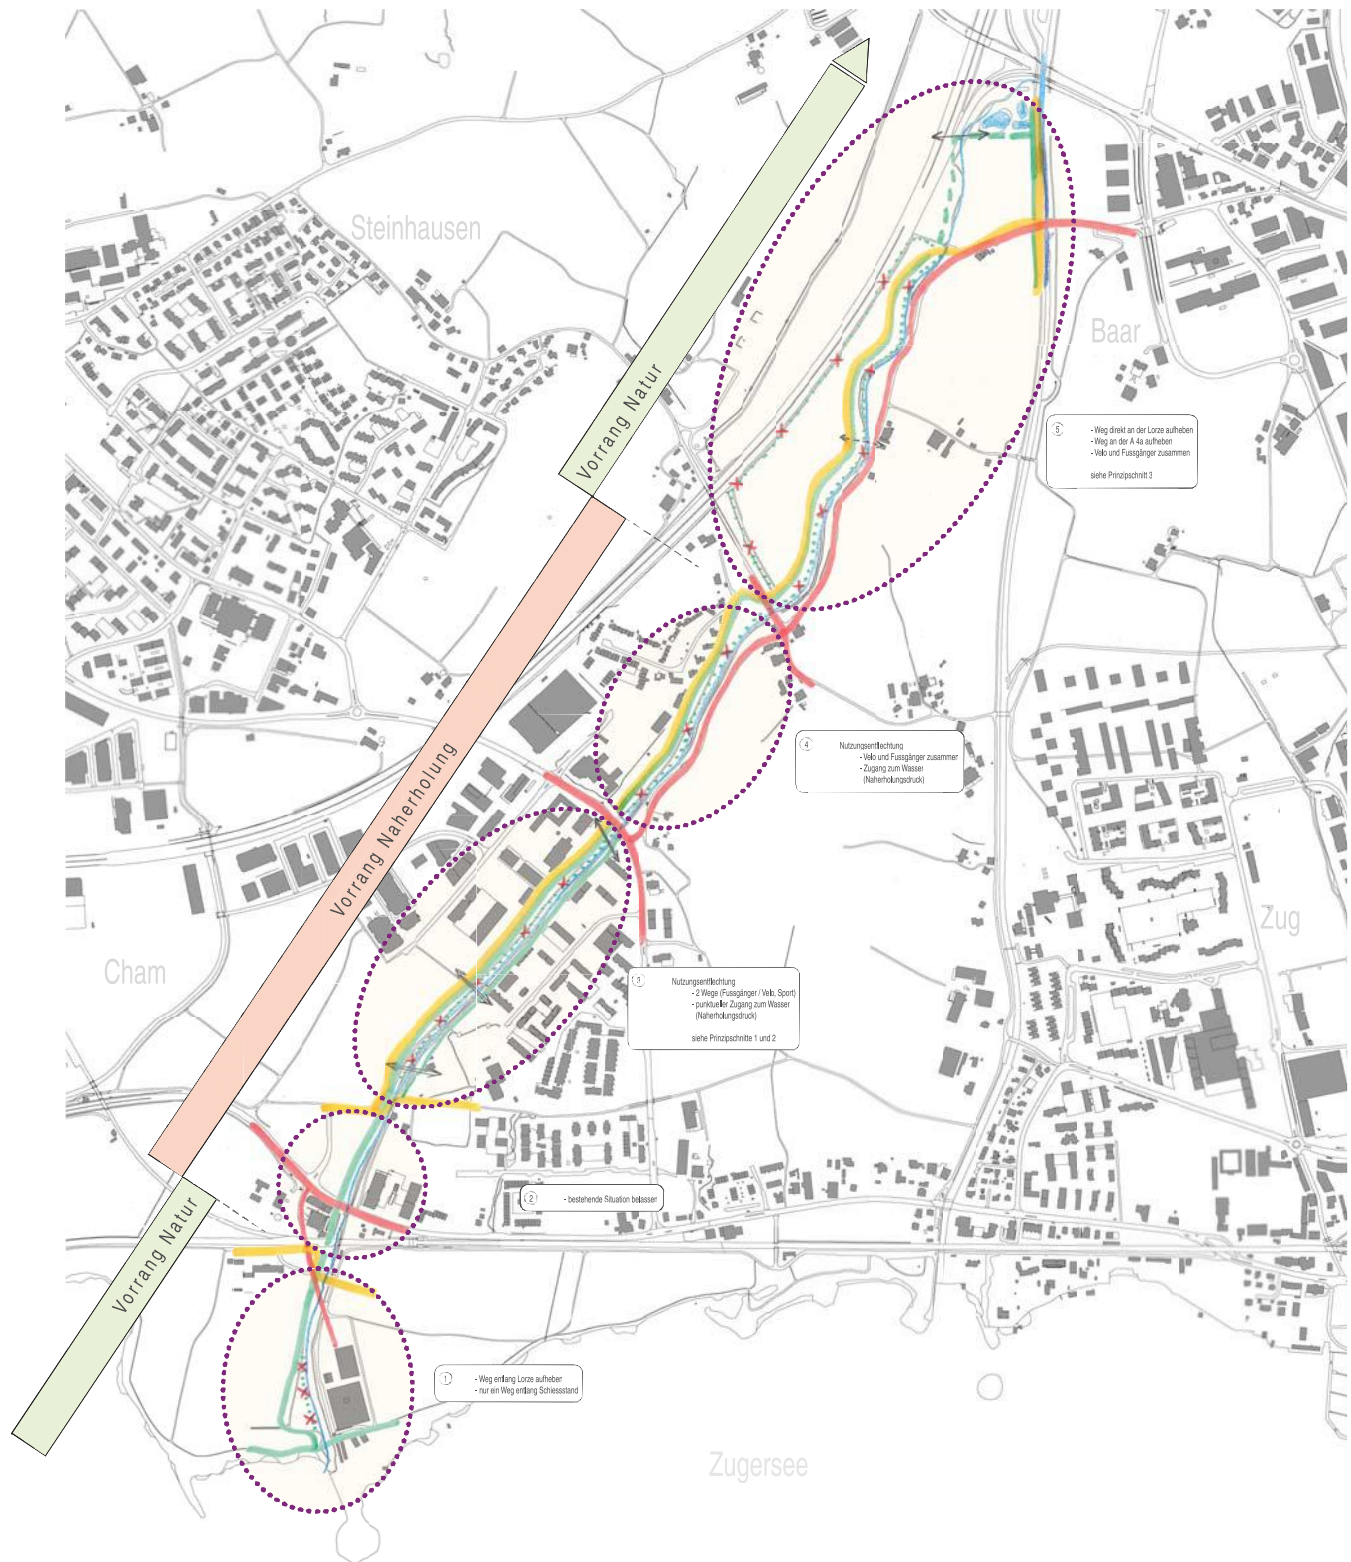 Steinhausen
Baar
Vorrang Natur
5
- Weg direkt an der Lorze aufheben
- Weg an der A 4a aufheben
- Velo und Fussgänger zusammen
siehe Prinzipschnitt 3
4
Nutzungsentflechtung
- Velo und Fussgänger zusammen
- Zugang zum Wasser
(Naherholungsdruck)
Vorrang Naherholung
Zug
Cham
3
Nutzungsentflechtung
- 2 Wege (Fussgänger / Velo, Sport)
- punktueller Zugang zum Wasser
(Naherholungsdruck)
siehe Prinzipschnitte 1 und 2
2
- bestehende Situation belassen
Vorrang Natur
1
- Weg entlang Lorze aufheben
- nur ein Weg entlang Schiessstand
Zugersee